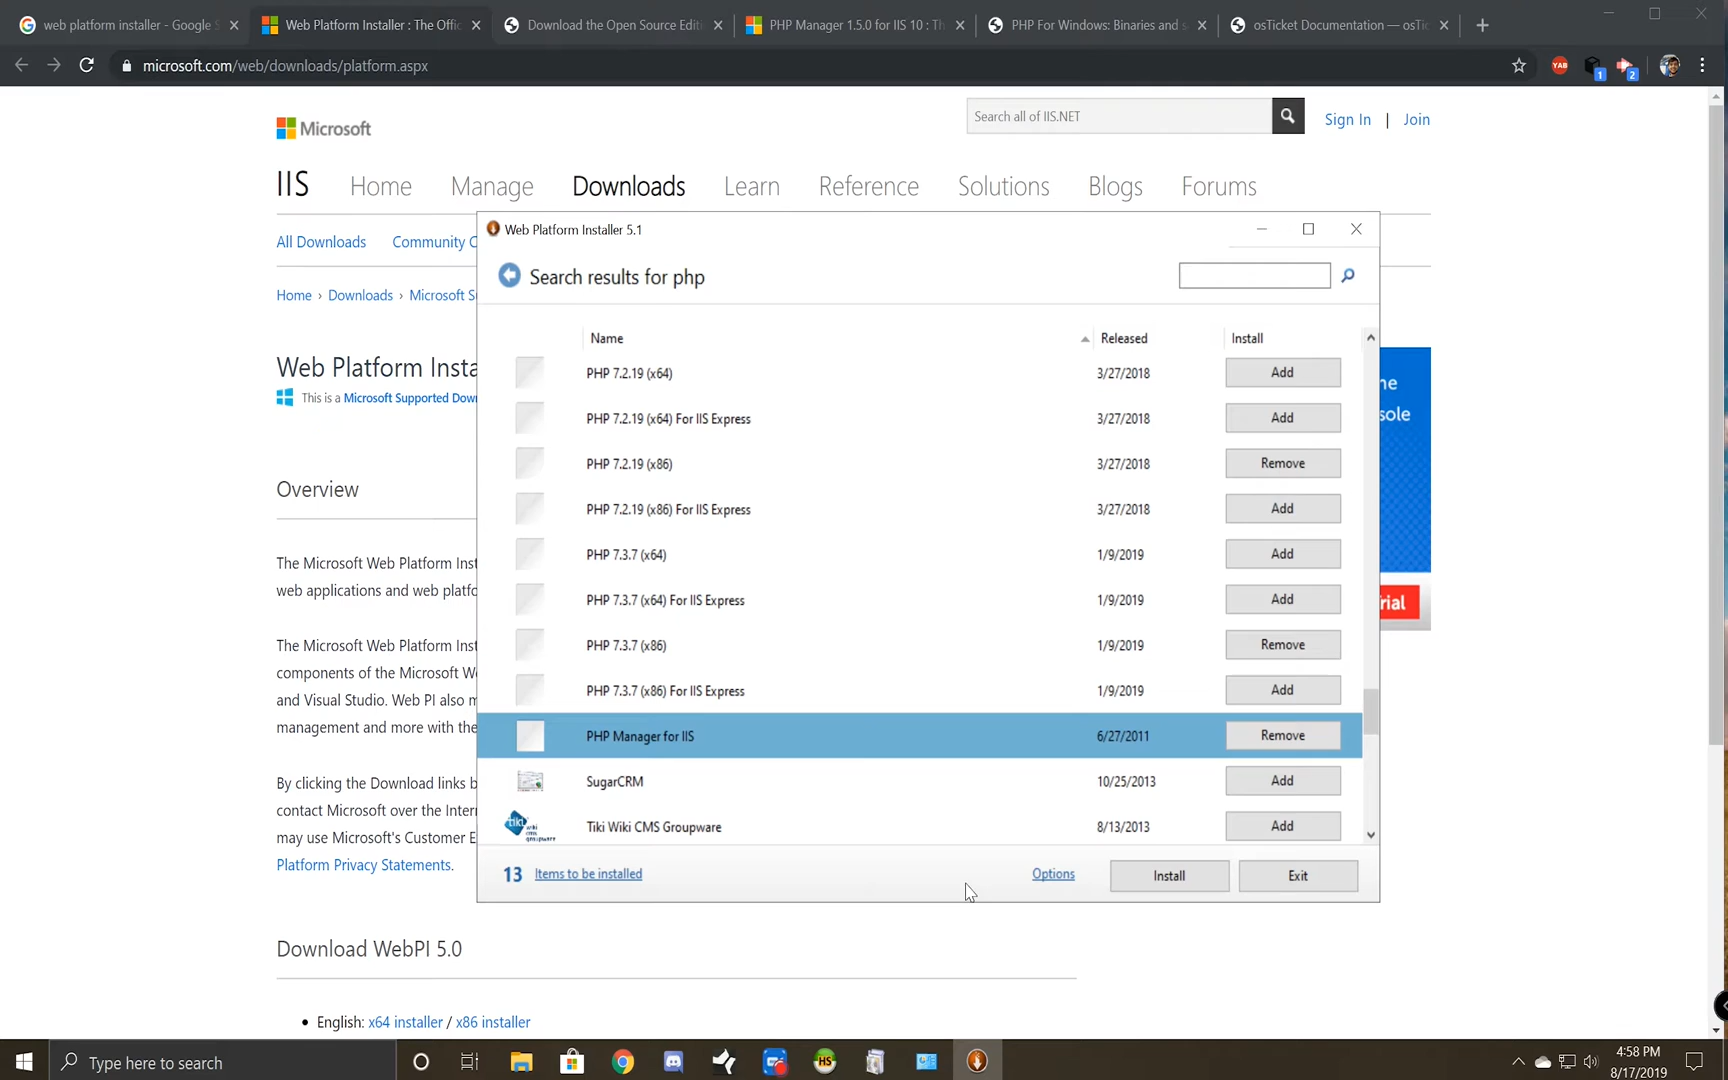 web platform installer - Google S
Web Platform Installer : The Offic
Download the Open Source Editi
PHP Manager 1.5.0 for IIS 10 : Th
PHP For Windows: Binaries and s
osTicket Documentation — osTic
microsoft.com/web/downloads/platform.aspx
YAB
1
2
Microsoft
Search all of IIS.NET
Sign In | Join
IIS Home Manage Downloads Learn Reference Solutions Blogs Forums
All Downloads Community C
Home › Downloads › Microsoft Su
Web Platform Insta
This is a Microsoft Supported Down
Overview
The Microsoft Web Platform Inst
web applications and web platfo
The Microsoft Web Platform Inst
components of the Microsoft We
and Visual Studio. Web PI also m
management and more with the
By clicking the Download links b
contact Microsoft over the Inter
may use Microsoft's Customer E
Platform Privacy Statements.
Download WebPI 5.0
• English: x64 installer / x86 installer
ne
sole
rial
Web Platform Installer 5.1
Search results for php
Name Released Install
PHP 7.2.19 (x64) 3/27/2018 Add
PHP 7.2.19 (x64) For IIS Express 3/27/2018 Add
PHP 7.2.19 (x86) 3/27/2018 Remove
PHP 7.2.19 (x86) For IIS Express 3/27/2018 Add
PHP 7.3.7 (x64) 1/9/2019 Add
PHP 7.3.7 (x64) For IIS Express 1/9/2019 Add
PHP 7.3.7 (x86) 1/9/2019 Remove
PHP 7.3.7 (x86) For IIS Express 1/9/2019 Add
PHP Manager for IIS 6/27/2011 Remove
SugarCRM 10/25/2013 Add
tiki Tiki Wiki CMS Groupware 8/13/2013 Add
13 Items to be installed Options Install Exit
Type here to search
HS
4:58 PM
8/17/2019